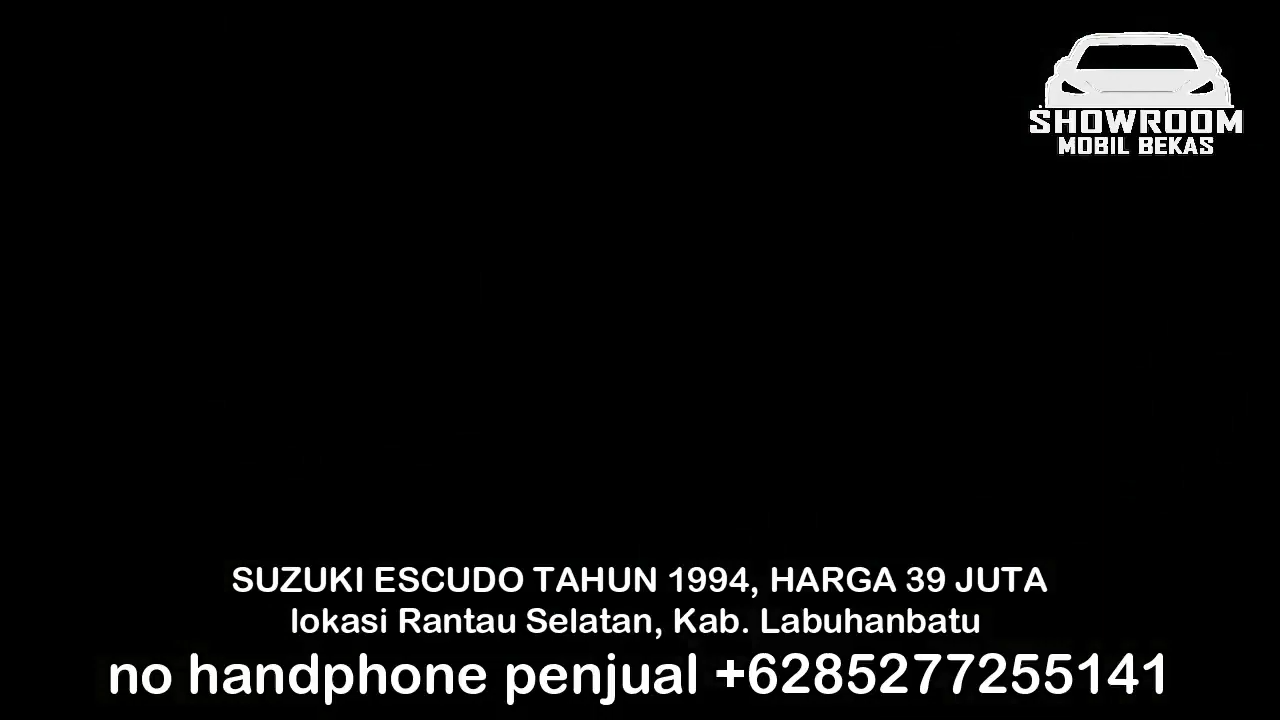 SHOWROOM
MOBIL BEKAS
SUZUKI ESCUDO TAHUN 1994, HARGA 39 JUTA
lokasi Rantau Selatan, Kab. Labuhanbatu
no handphone penjual +6285277255141